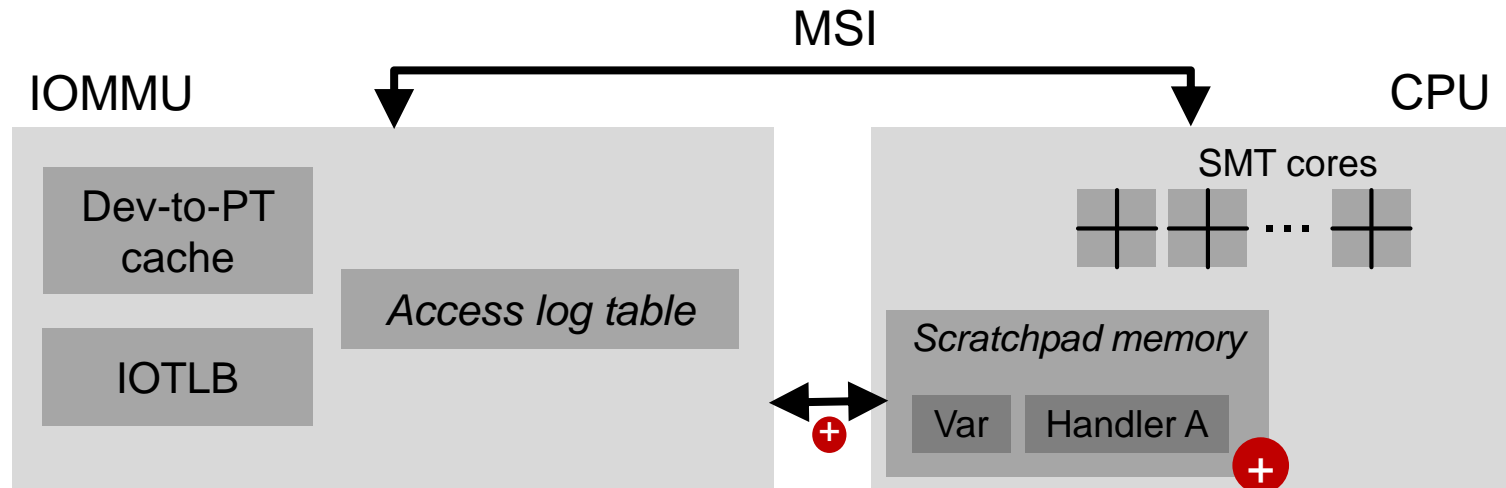 MSI
IOMMU
CPU
SMT cores
Dev-to-PT
cache
...
Access log table
Scratchpad memory
IOTLB
Var
Handler A
+
+